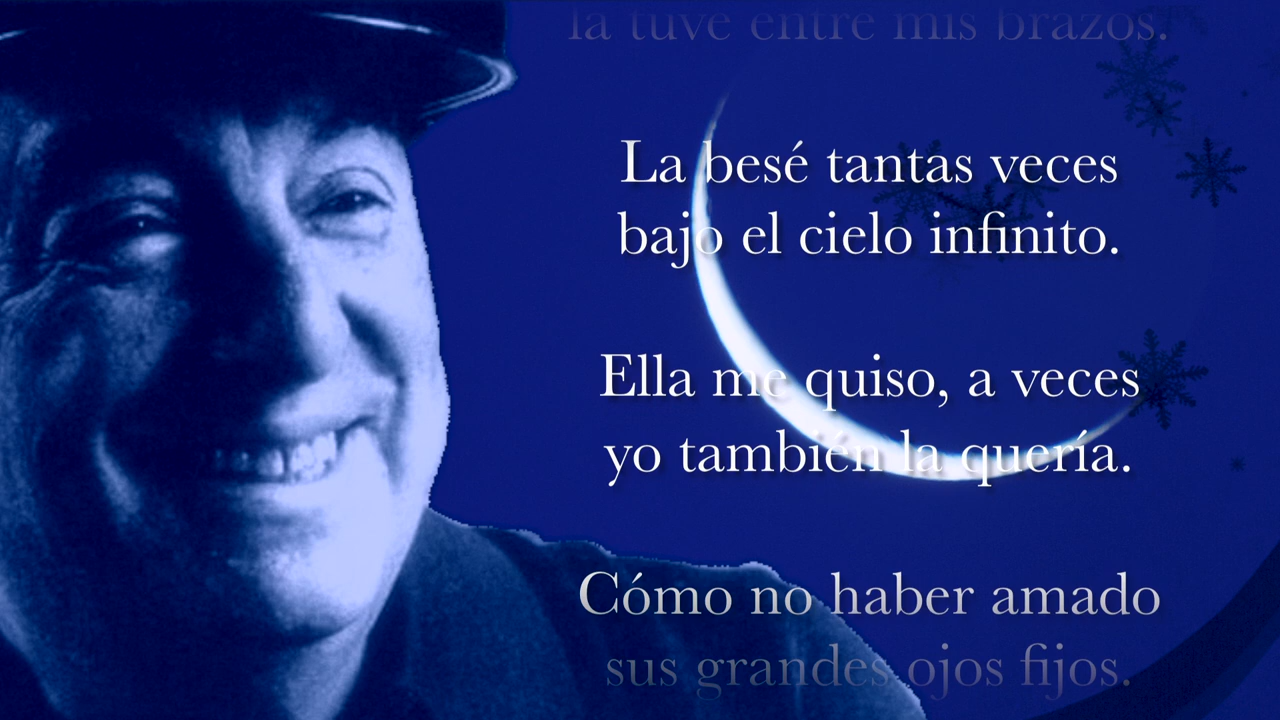 la tuve entre mis brazos.
La besé tantas veces
bajo el cielo infinito.
Ella me quiso, a veces
yo también la quería.
Cómo no haber amado
sus grandes ojos fijos.